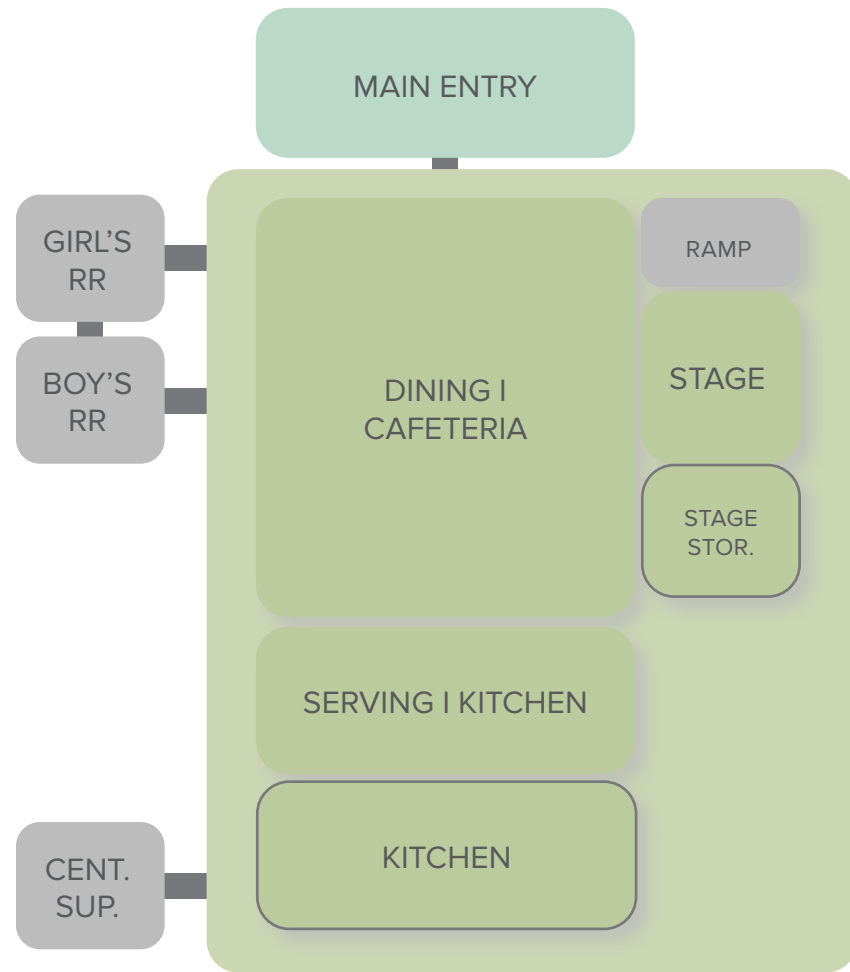 MAIN ENTRY
GIRL'S
RR
RAMP
BOY'S
RR
STAGE
DINING I
CAFETERIA
STAGE
STOR.
SERVING I KITCHEN
KITCHEN
CENT.
SUP.